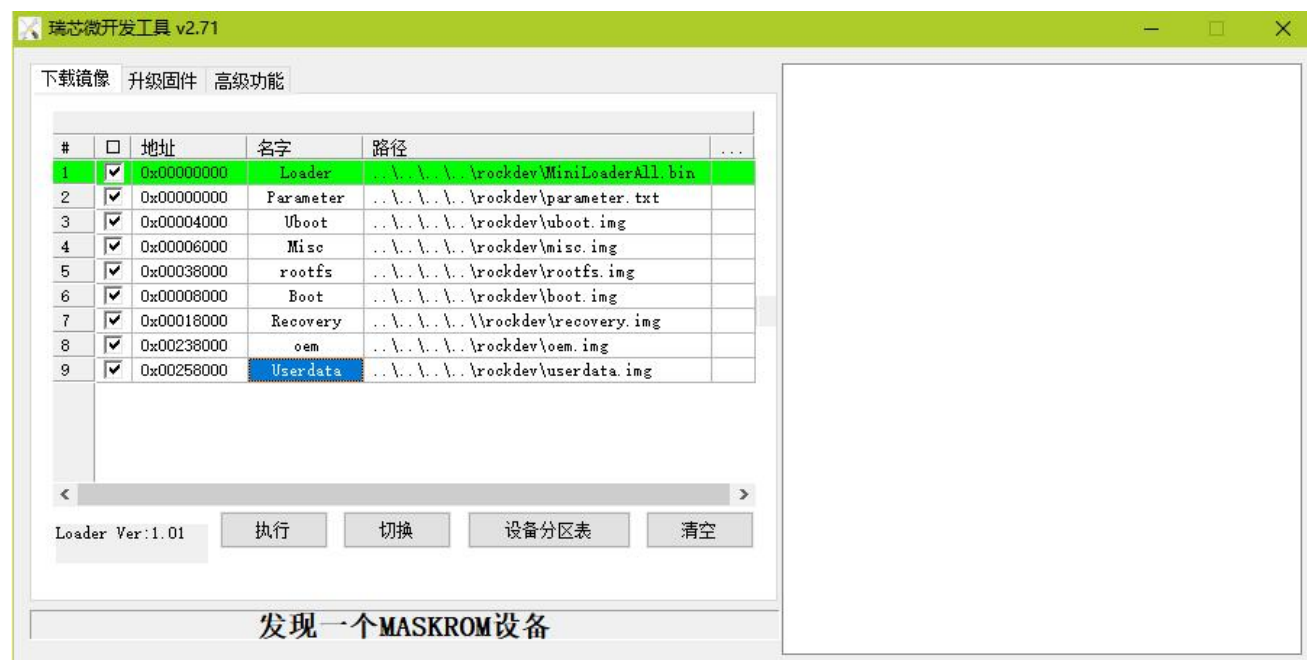 瑞芯微开发工具 v2.71
下载镜像 升级固件 高级功能
# 地址 名字 路径 ...
1 0x00000000 Loader ..\..\..\..\rockdev\MiniLoaderAll.bin
2 0x00000000 Parameter ..\..\..\..\rockdev\parameter.txt
3 0x00004000 Uboot ..\..\..\..\rockdev\uboot.img
4 0x00006000 Misc ..\..\..\..\rockdev\misc.img
5 0x00038000 rootfs ..\..\..\..\rockdev\rootfs.img
6 0x00008000 Boot ..\..\..\..\rockdev\boot.img
7 0x00018000 Recovery ..\..\..\..\\rockdev\recovery.img
8 0x00238000 oem ..\..\..\..\rockdev\oem.img
9 0x00258000 Userdata ..\..\..\..\rockdev\userdata.img
Loader Ver:1.01 执行 切换 设备分区表 清空
发现一个MASKROM设备